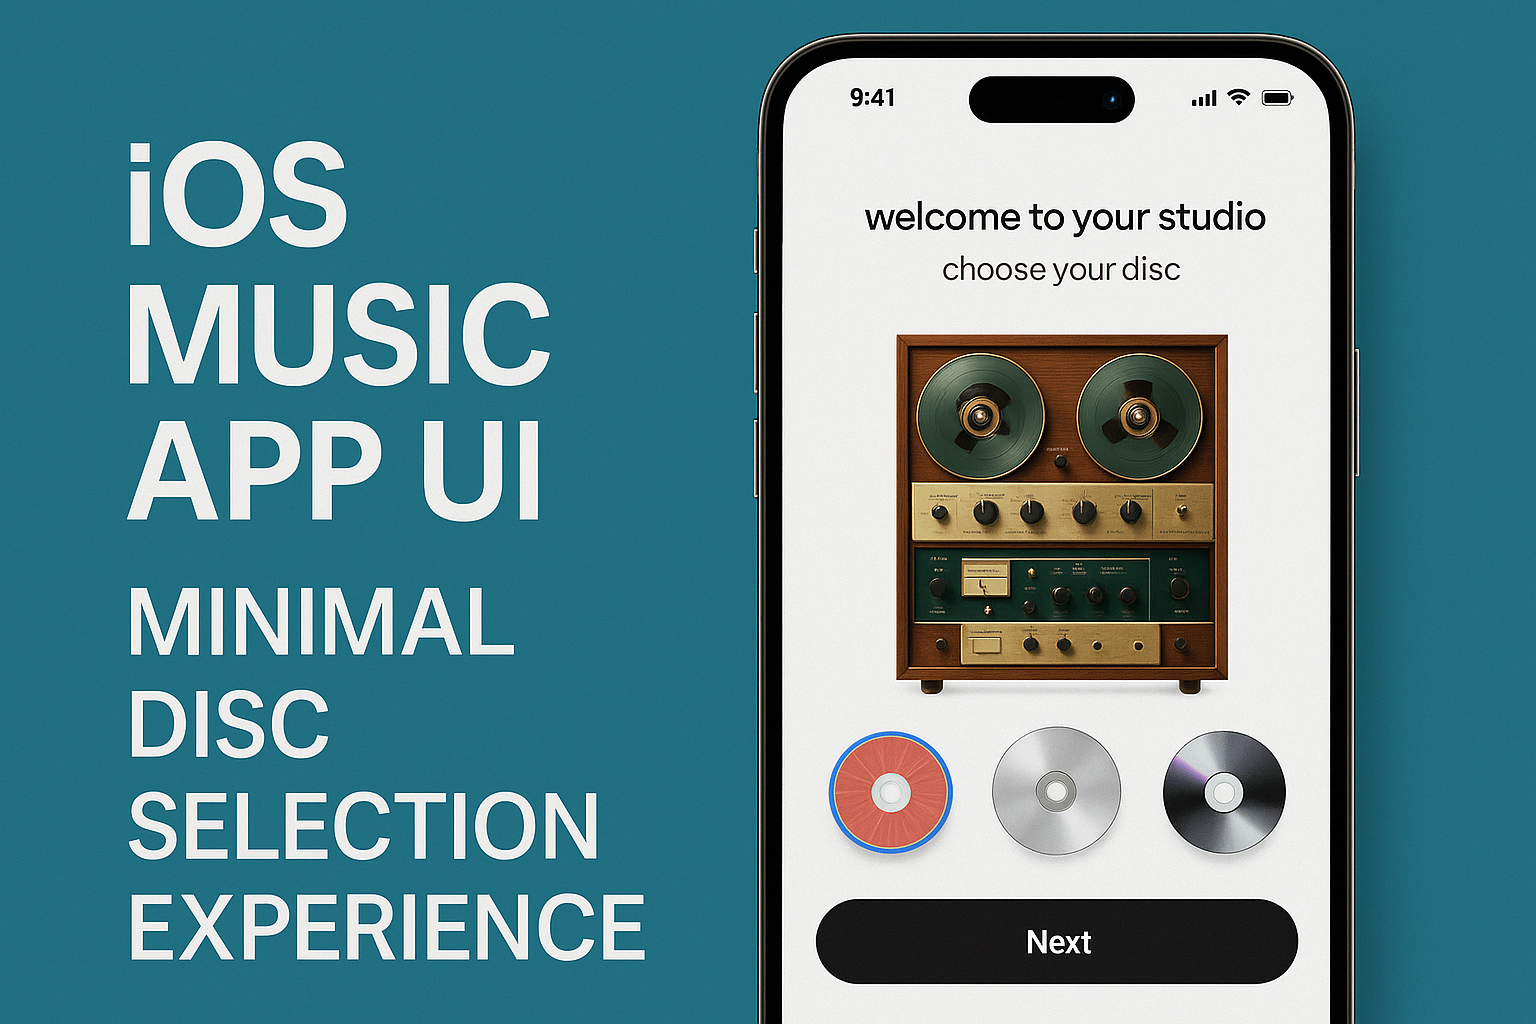 iOS
MUSIC
APP UI
MINIMAL
DISC
SELECTION
EXPERIENCE
9:41
welcome to your studio
choose your disc
Next